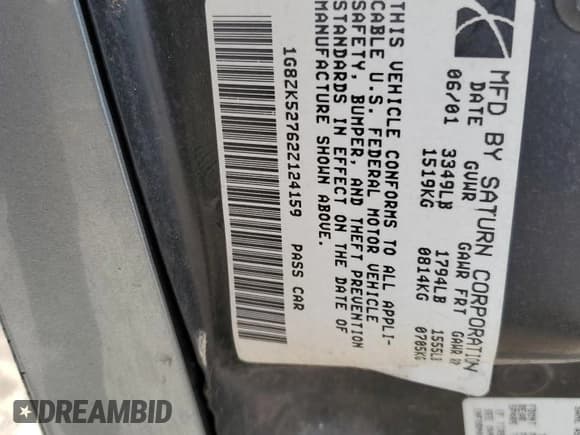 MFD BY SATURN CORPORATION
DATE GVWR GAWR FRT GAWR
06/01 3349LB 1794LB
1519KG 0814KG 0705KG
THIS VEHICLE CONFORMS TO ALL APPLI-
CABLE U.S. FEDERAL MOTOR VEHICLE
SAFETY, BUMPER, AND THEFT PREVENTION
STANDARDS IN EFFECT ON THE DATE OF
MANUFACTURE SHOWN ABOVE.
1G8ZK52762Z124159 PASS CAR
DREAMBID